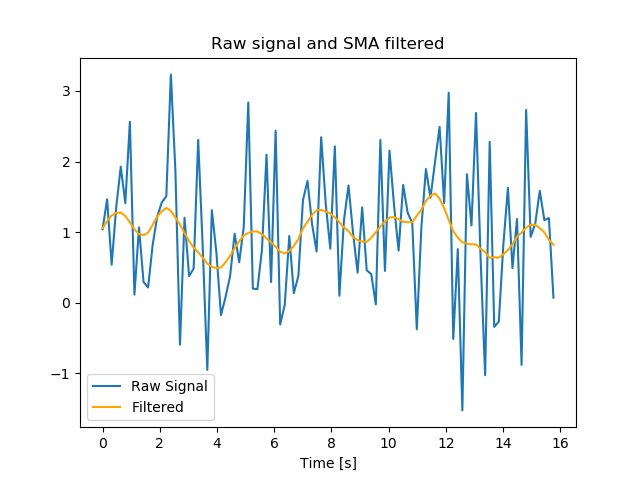 Raw signal and SMA filtered
3
2
1
0
−1
Raw Signal
Filtered
0 2 4 6 8 10 12 14 16
Time [s]